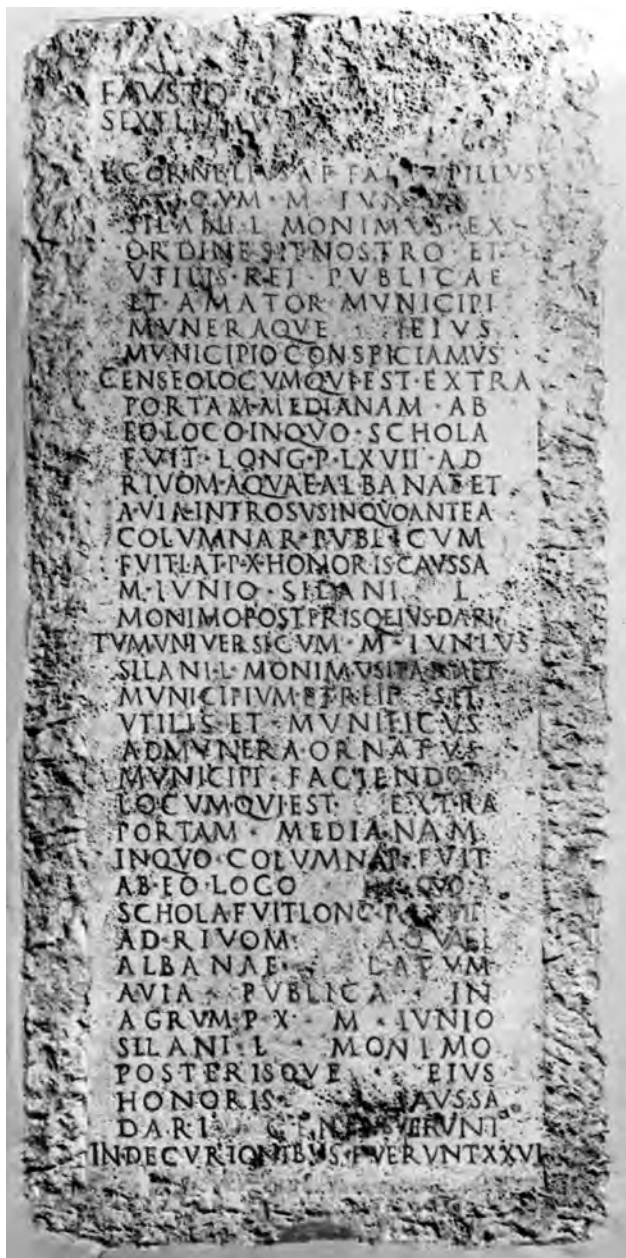 FAVSTO
SEX
L CORNELIVS A F FAL PILLVS
CVM · M · IVN
SILANI · L MONIMVS · EX
ORDINE SIT NOSTRO ET
VTILIS · REI · PVBLICAE
ET · AMATOR · MVNICIPI
MVNERAQVE EIVS
MVNICIPIO CONSPICIAMVS
CENSEO LOCVM QVI EST · EXTRA
PORTAM · MEDIANAM · AB
EO LOCO IN QVO · SCHOLA
FVIT · LONG · P · LXVII · AD
RIVOM · AQVAE ALBANAE ET
A · VIA · INTROSVS IN QVO ANTEA
COLVMNAR · PVBLICVM
FVIT LAT · P · X · HONORIS CAVSSA
M · IVNIO · SILANI L
MONIMO POSTERISQ EIVS · DARI
TVM VNIVERSI CVM · M · IVNIVS
SILANI · L · MONIMVS ET
MVNICIPIVM ET REIP SIT
VTILIS · ET · MVNIFICVS
AD MVNERA · ORNATVS
MVNICIPI · FACIENDO
LOCVM QVI EST EXTRA
PORTAM · MEDIANAM
IN QVO · COLVMNAR · FVIT
AB · EO · LOCO IN QVO
SCHOLA FVIT LONG · P
AD · RIVOM AQVAE
ALBANAE · LATVM
A VIA · PVBLICA · IN
AGRVM · P · X · M · IVNIO
SILANI · L · MONIMO
POSTERISQVE · EIVS
HONORIS · CAVSSA
DARI CENSVERVNT
IN DECVRIONIBVS · FVERVNT XXVI